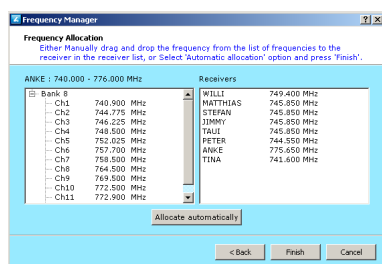 Frequency Manager
Frequency Allocation
Either Manually drag and drop the frequency from the list of frequencies to the
receiver in the receiver list, or Select 'Automatic allocation' option and press 'Finish'.
ANKE : 740.000 - 776.000 MHz
Receivers
Bank 8
Ch1 740.900 MHz
Ch2 744.775 MHz
Ch3 746.225 MHz
Ch4 748.500 MHz
Ch5 752.025 MHz
Ch6 757.700 MHz
Ch7 758.500 MHz
Ch8 764.500 MHz
Ch9 769.500 MHz
Ch10 772.500 MHz
Ch11 772.900 MHz
WILLI 749.400 MHz
MATTHIAS 745.850 MHz
STEFAN 745.850 MHz
JIMMY 745.850 MHz
TAUI 745.850 MHz
PETER 744.550 MHz
ANKE 775.650 MHz
TINA 741.600 MHz
Allocate automatically
< Back Finish Cancel